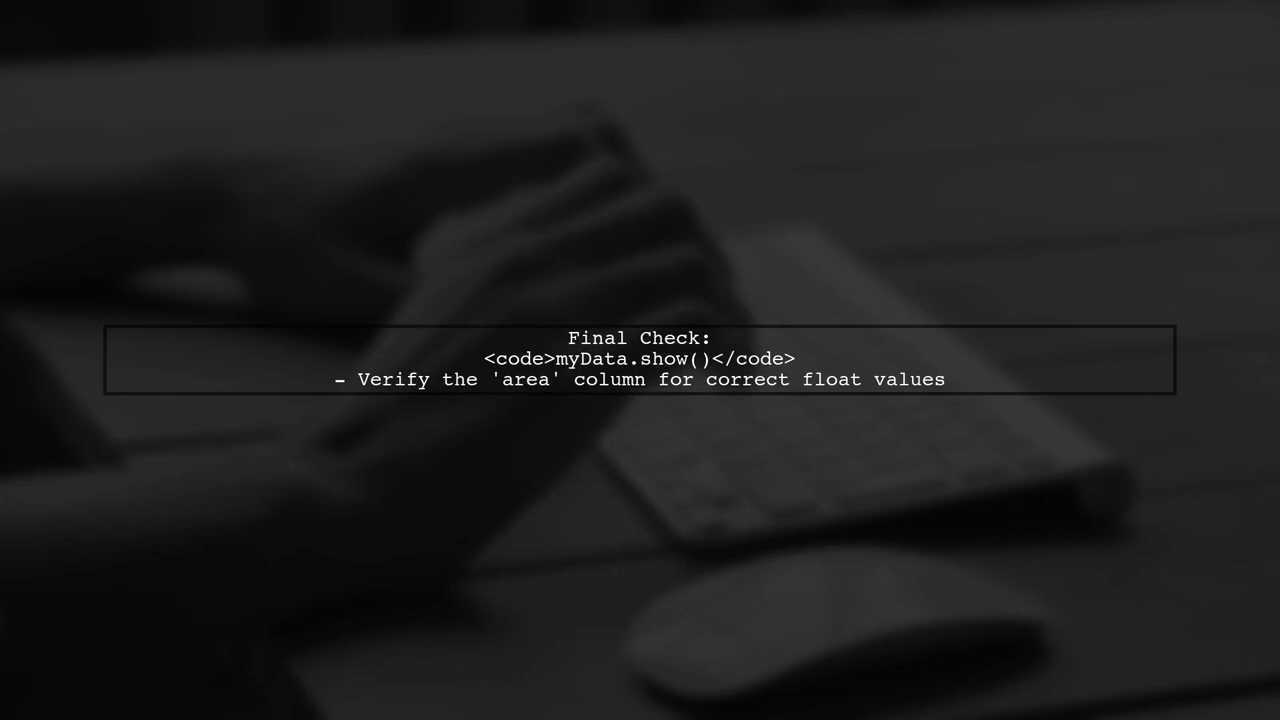 Final Check:
<code>myData.show()</code>
– Verify the 'area' column for correct float values